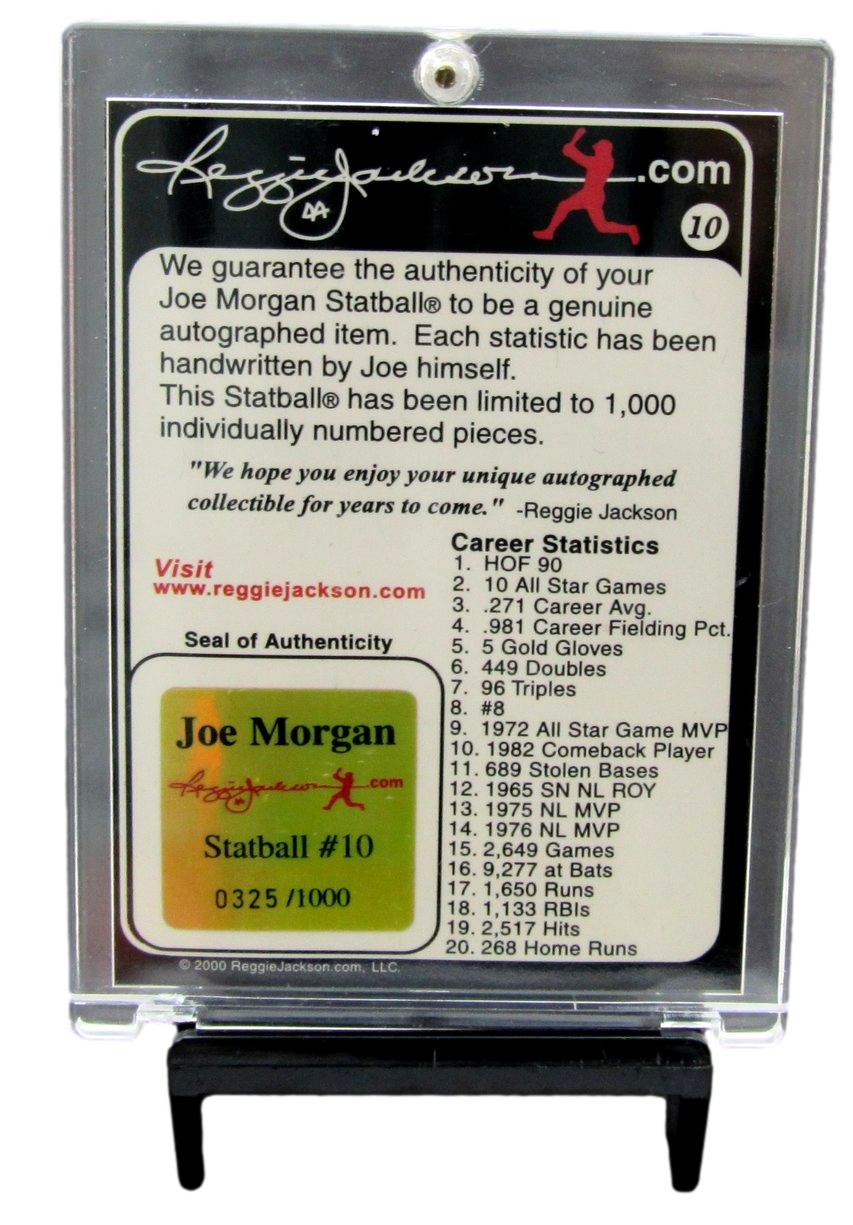 Reggie Jackson.com
44
10
We guarantee the authenticity of your
Joe Morgan Statball® to be a genuine
autographed item. Each statistic has been
handwritten by Joe himself.
This Statball® has been limited to 1,000
individually numbered pieces.
"We hope you enjoy your unique autographed
collectible for years to come." -Reggie Jackson
Visit
www.reggiejackson.com
Seal of Authenticity
Joe Morgan
Reggie Jackson.com
Statball #10
0325/1000
Career Statistics
1. HOF 90
2. 10 All Star Games
3. .271 Career Avg.
4. .981 Career Fielding Pct.
5. 5 Gold Gloves
6. 449 Doubles
7. 96 Triples
8. #8
9. 1972 All Star Game MVP
10. 1982 Comeback Player
11. 689 Stolen Bases
12. 1965 SN NL ROY
13. 1975 NL MVP
14. 1976 NL MVP
15. 2,649 Games
16. 9,277 at Bats
17. 1,650 Runs
18. 1,133 RBIs
19. 2,517 Hits
20. 268 Home Runs
© 2000 ReggieJackson.com, LLC.